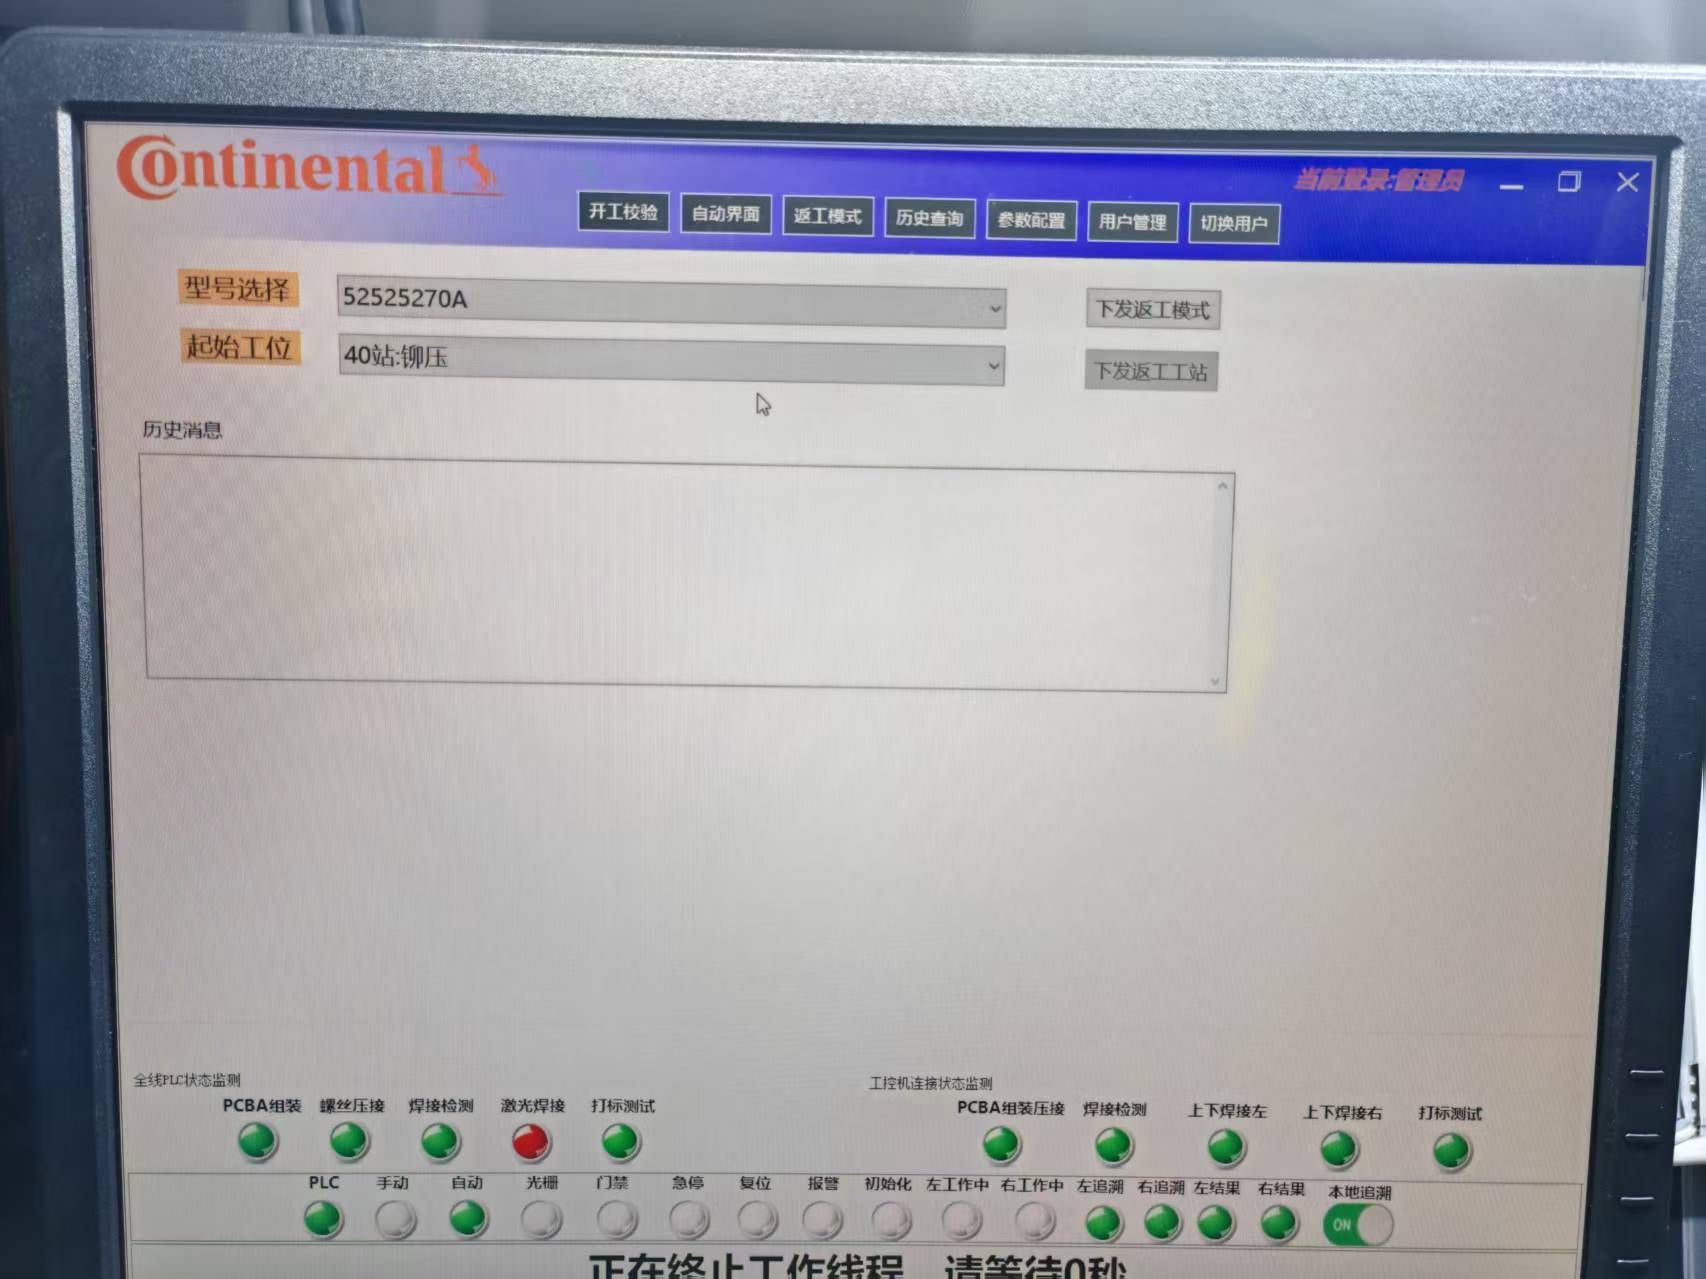 Continental
当前登录:管理员
开工校验 自动界面 返工模式 历史查询 参数配置 用户管理 切换用户
型号选择 52525270A 下发返工模式
起始工位 40站:铆压 下发返工工站
历史消息
全线PLC状态监测 工控机连接状态监测
PCBA组装 螺丝压接 焊接检测 激光焊接 打标测试 PCBA组装压接 焊接检测 上下焊接左 上下焊接右 打标测试
PLC 手动 自动 光栅 门禁 急停 复位 报警 初始化 左工作中 右工作中 左追溯 右追溯 左结果 右结果 本地追溯
ON
正在终止工作线程 请等待0秒